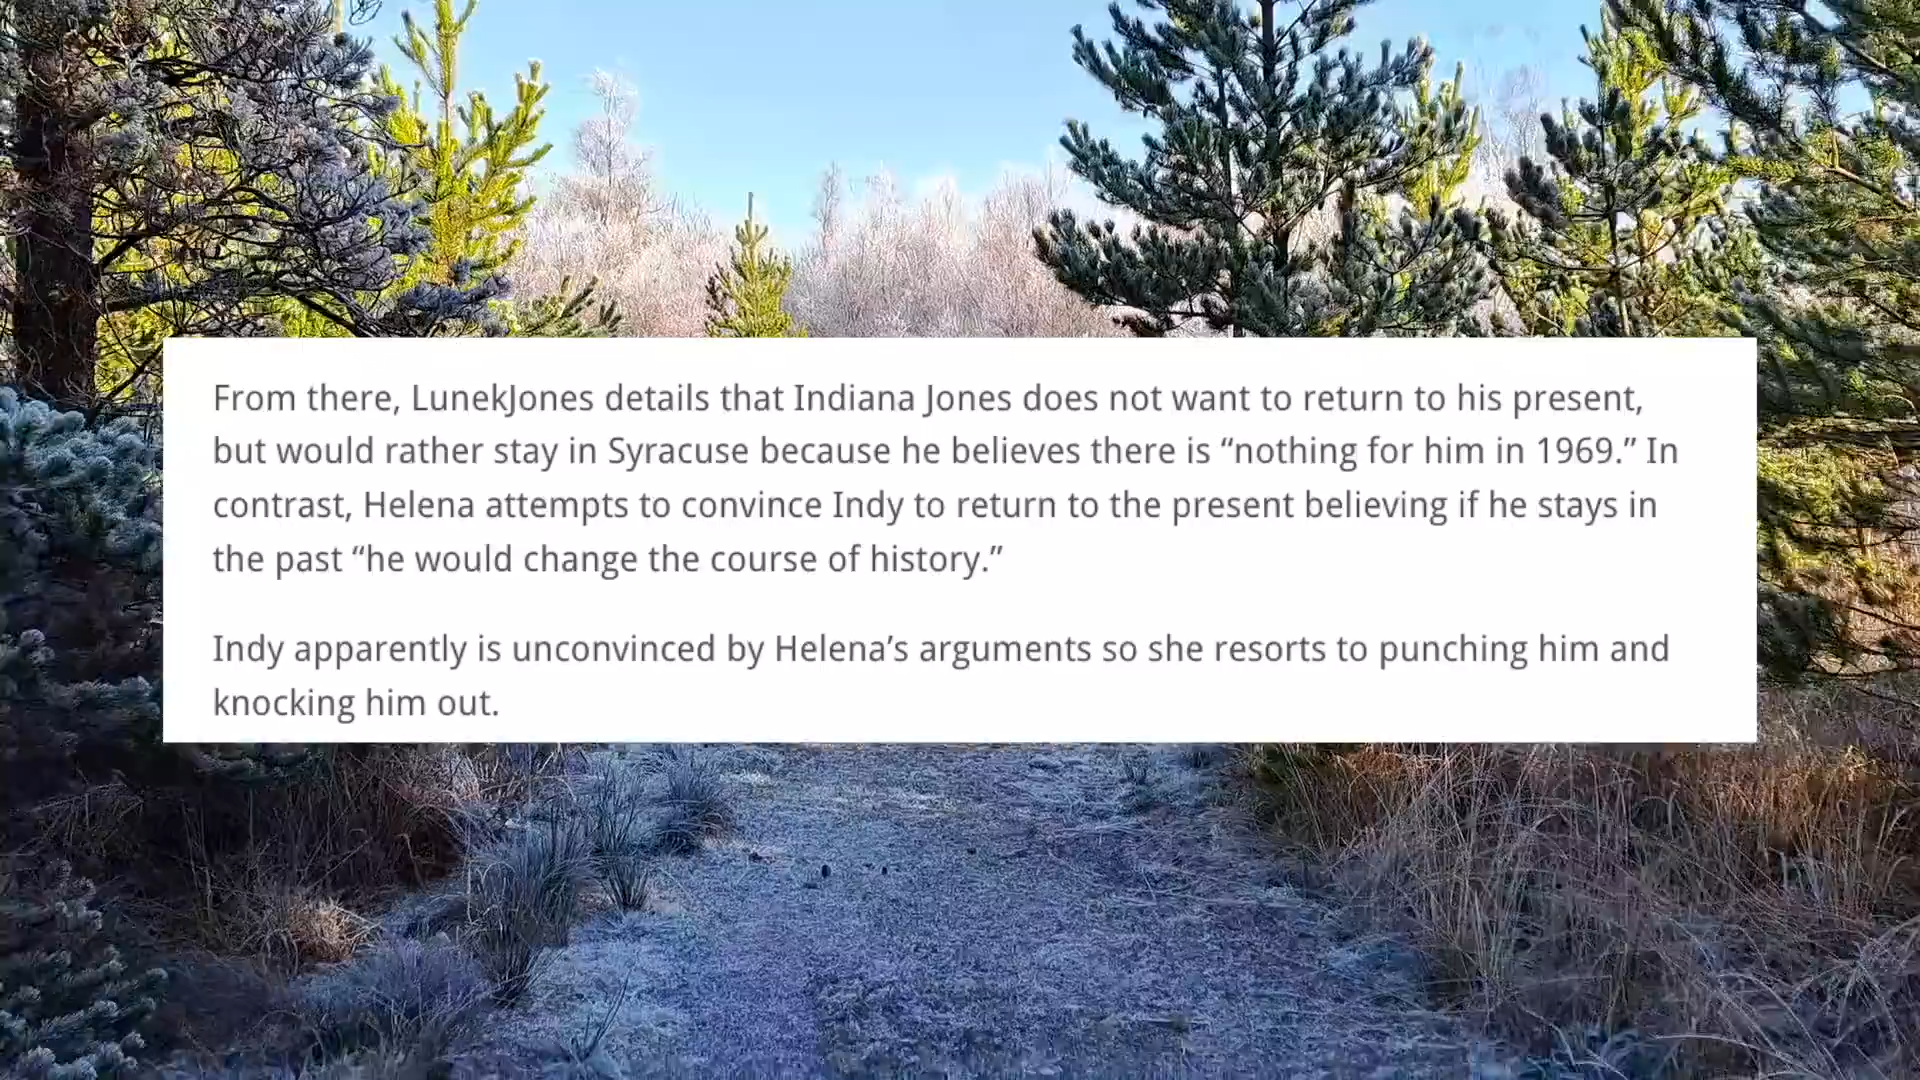 From there, LunekJones details that Indiana Jones does not want to return to his present,
but would rather stay in Syracuse because he believes there is “nothing for him in 1969.” In
contrast, Helena attempts to convince Indy to return to the present believing if he stays in
the past “he would change the course of history.”
Indy apparently is unconvinced by Helena’s arguments so she resorts to punching him and
knocking him out.